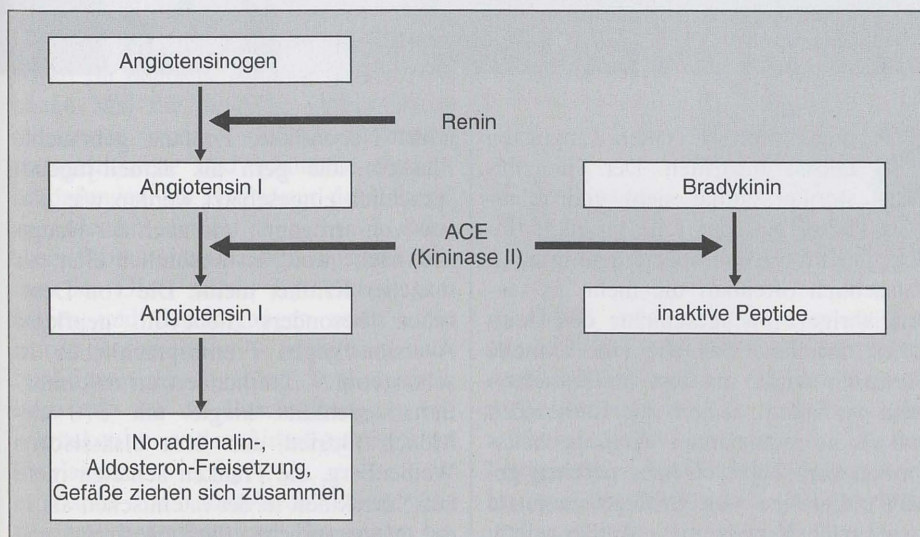 Angiotensinogen
Renin
Angiotensin I
Bradykinin
ACE
(Kininase II)
Angiotensin I
inaktive Peptide
Noradrenalin-,
Aldosteron-Freisetzung,
Gefäße ziehen sich zusammen